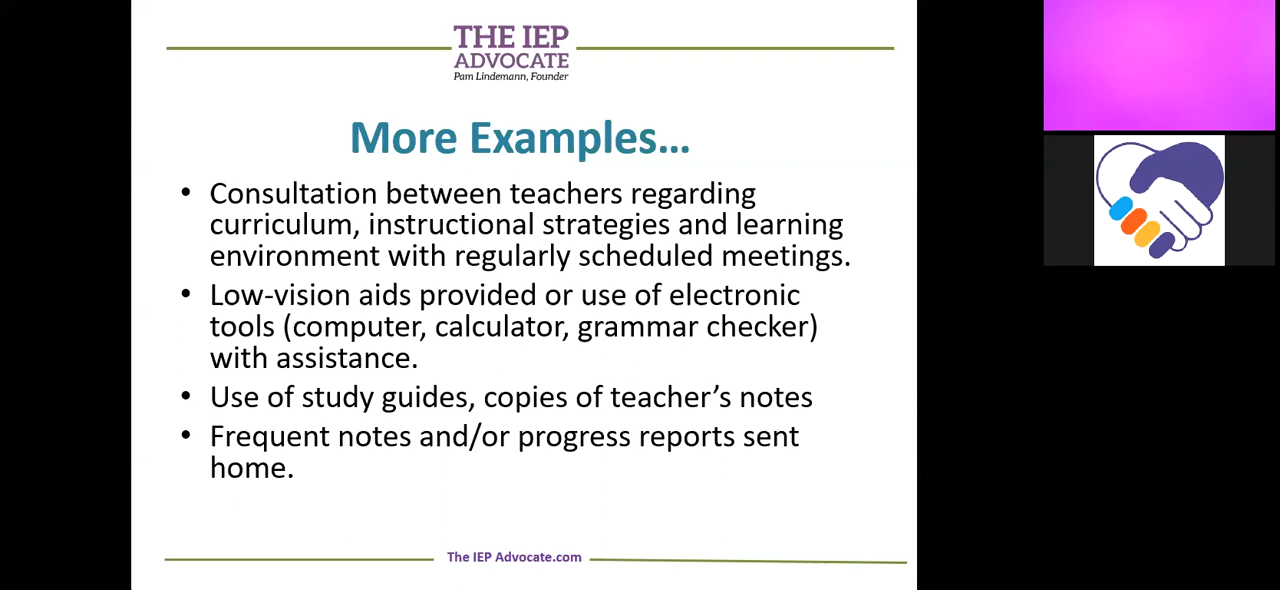 THE IEP
ADVOCATE
Pam Lindemann, Founder
More Examples...
• Consultation between teachers regarding
curriculum, instructional strategies and learning
environment with regularly scheduled meetings.
• Low-vision aids provided or use of electronic
tools (computer, calculator, grammar checker)
with assistance.
• Use of study guides, copies of teacher’s notes
• Frequent notes and/or progress reports sent
home.
The IEP Advocate.com